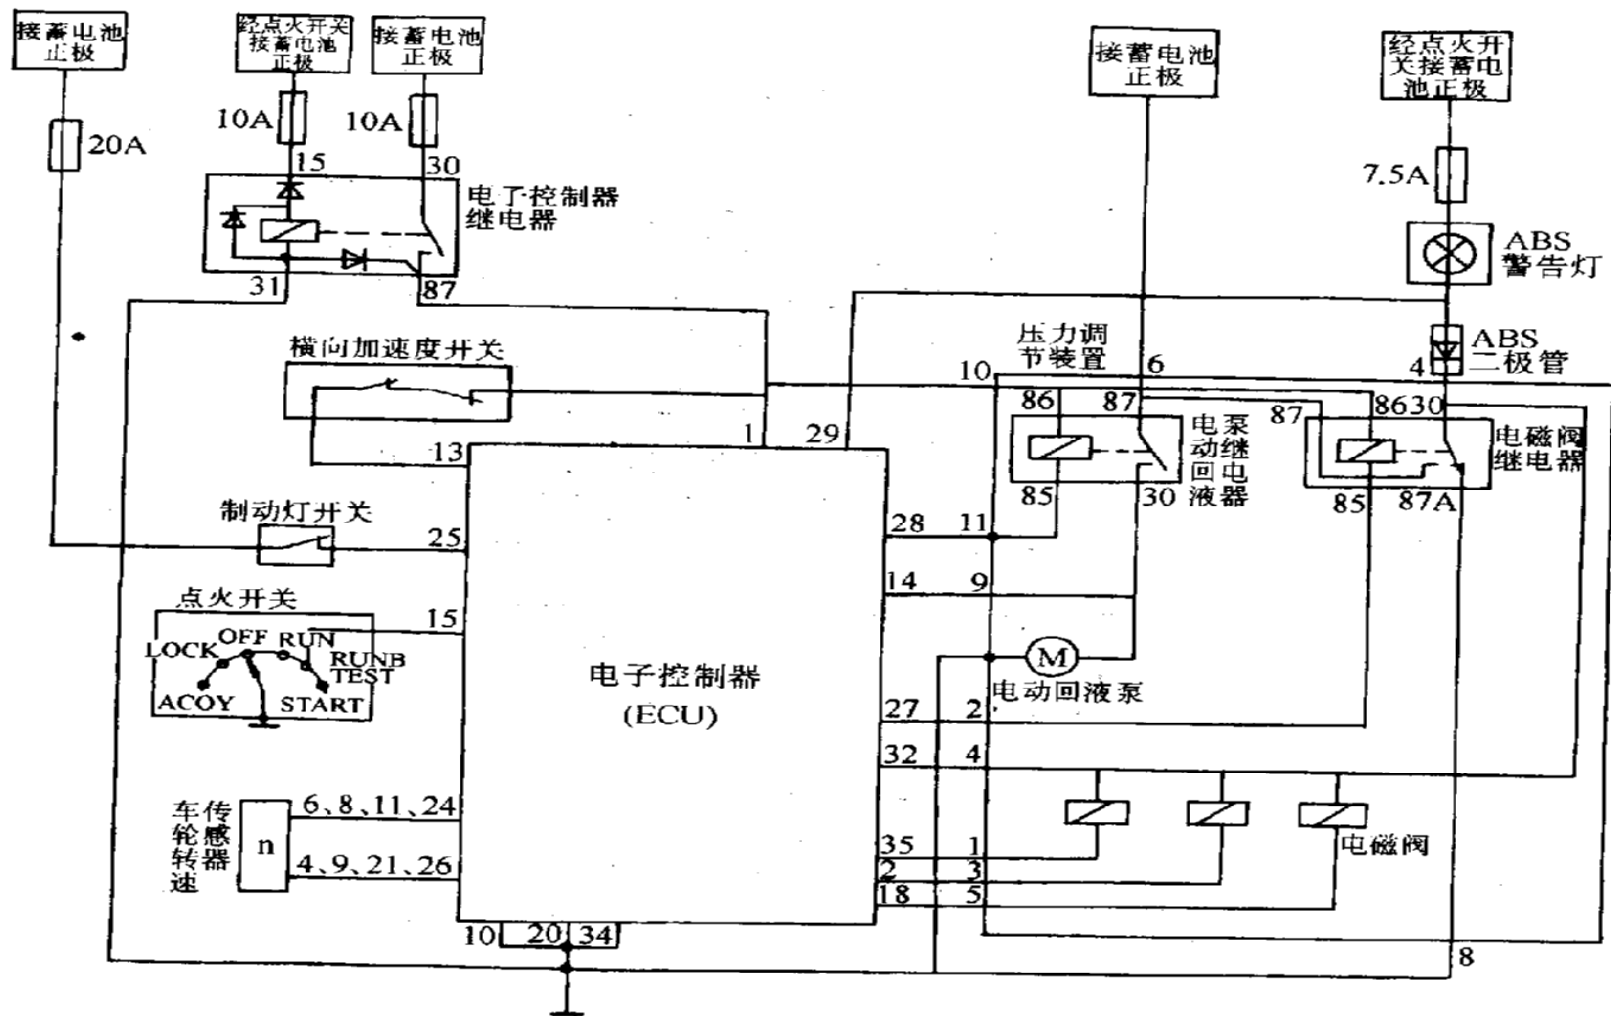 接蓄电池
正极
经点火开关
接蓄电池
正极
接蓄电池
正极
接蓄电池
正极
经点火开
关接蓄电
池正极
20A
10A
10A
7.5A
15
30
电子控制器
继电器
31
87
ABS
警告灯
ABS
二极管
横向加速度开关
压力调
节装置
10
6
4
86
87
87
86
30
电泵
动继
回电
液器
电磁阀
继电器
85
30
85
87A
1
29
13
制动灯开关
25
28
11
14
9
点火开关
15
LOCK
OFF
RUN
RUNB
TEST
ACOY
START
M
电动回液泵
电子控制器
(ECU)
27
2
32
4
车传
轮感
转器
速
n
6、8、11、24
4、9、21、26
电磁阀
35
1
2
3
18
5
10
20
34
8